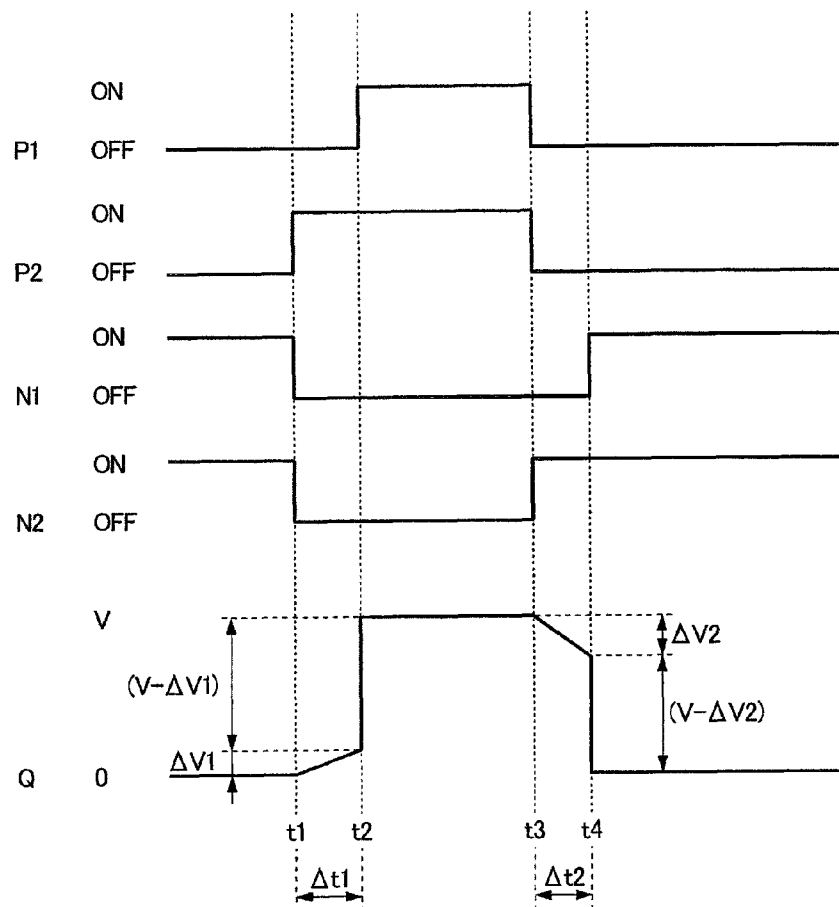 ON
P1 OFF
ON
P2 OFF
ON
N1 OFF
ON
N2 OFF
V
ΔV2
(V-ΔV1)
(V-ΔV2)
ΔV1
Q 0
t1 t2 t3 t4
Δt1 Δt2